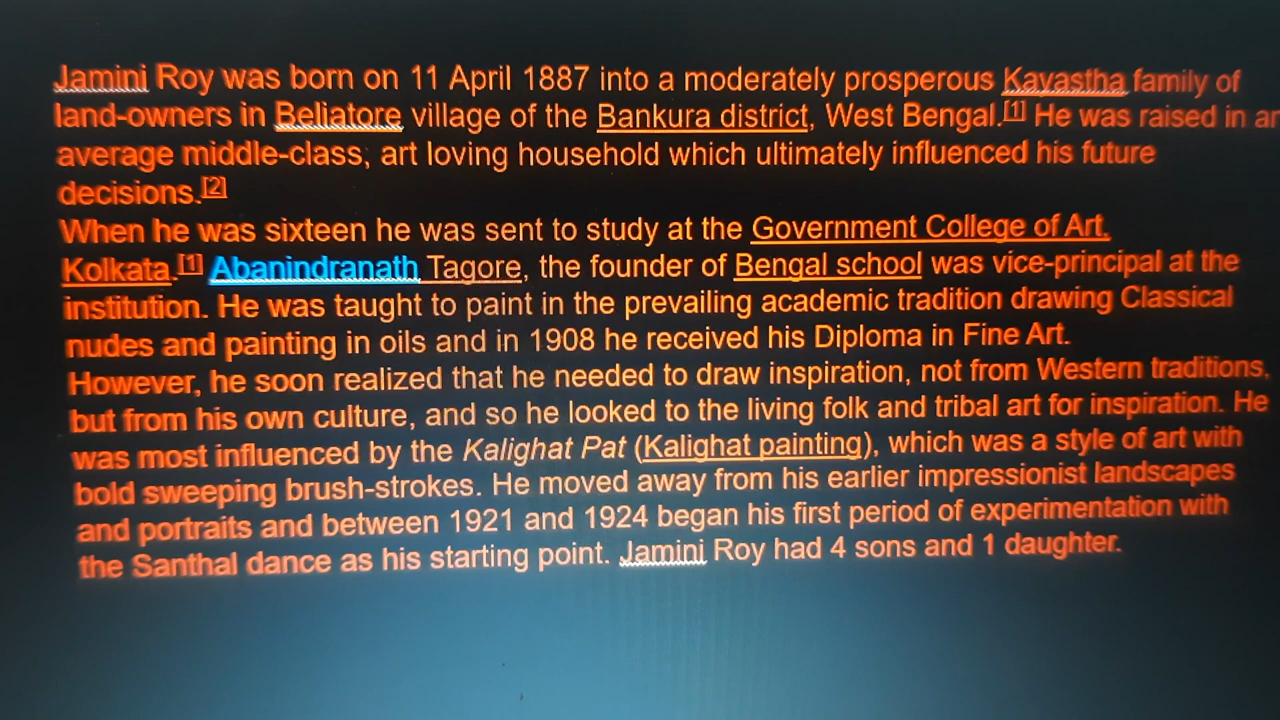 Jamini Roy was born on 11 April 1887 into a moderately prosperous Kayastha family of
land-owners in Beliatore village of the Bankura district, West Bengal.[1] He was raised in an
average middle-class, art loving household which ultimately influenced his future
decisions.[2]
When he was sixteen he was sent to study at the Government College of Art,
Kolkata.[1] Abanindranath Tagore, the founder of Bengal school was vice-principal at the
institution. He was taught to paint in the prevailing academic tradition drawing Classical
nudes and painting in oils and in 1908 he received his Diploma in Fine Art.
However, he soon realized that he needed to draw inspiration, not from Western traditions,
but from his own culture, and so he looked to the living folk and tribal art for inspiration. He
was most influenced by the Kalighat Pat (Kalighat painting), which was a style of art with
bold sweeping brush-strokes. He moved away from his earlier impressionist landscapes
and portraits and between 1921 and 1924 began his first period of experimentation with
the Santhal dance as his starting point. Jamini Roy had 4 sons and 1 daughter.